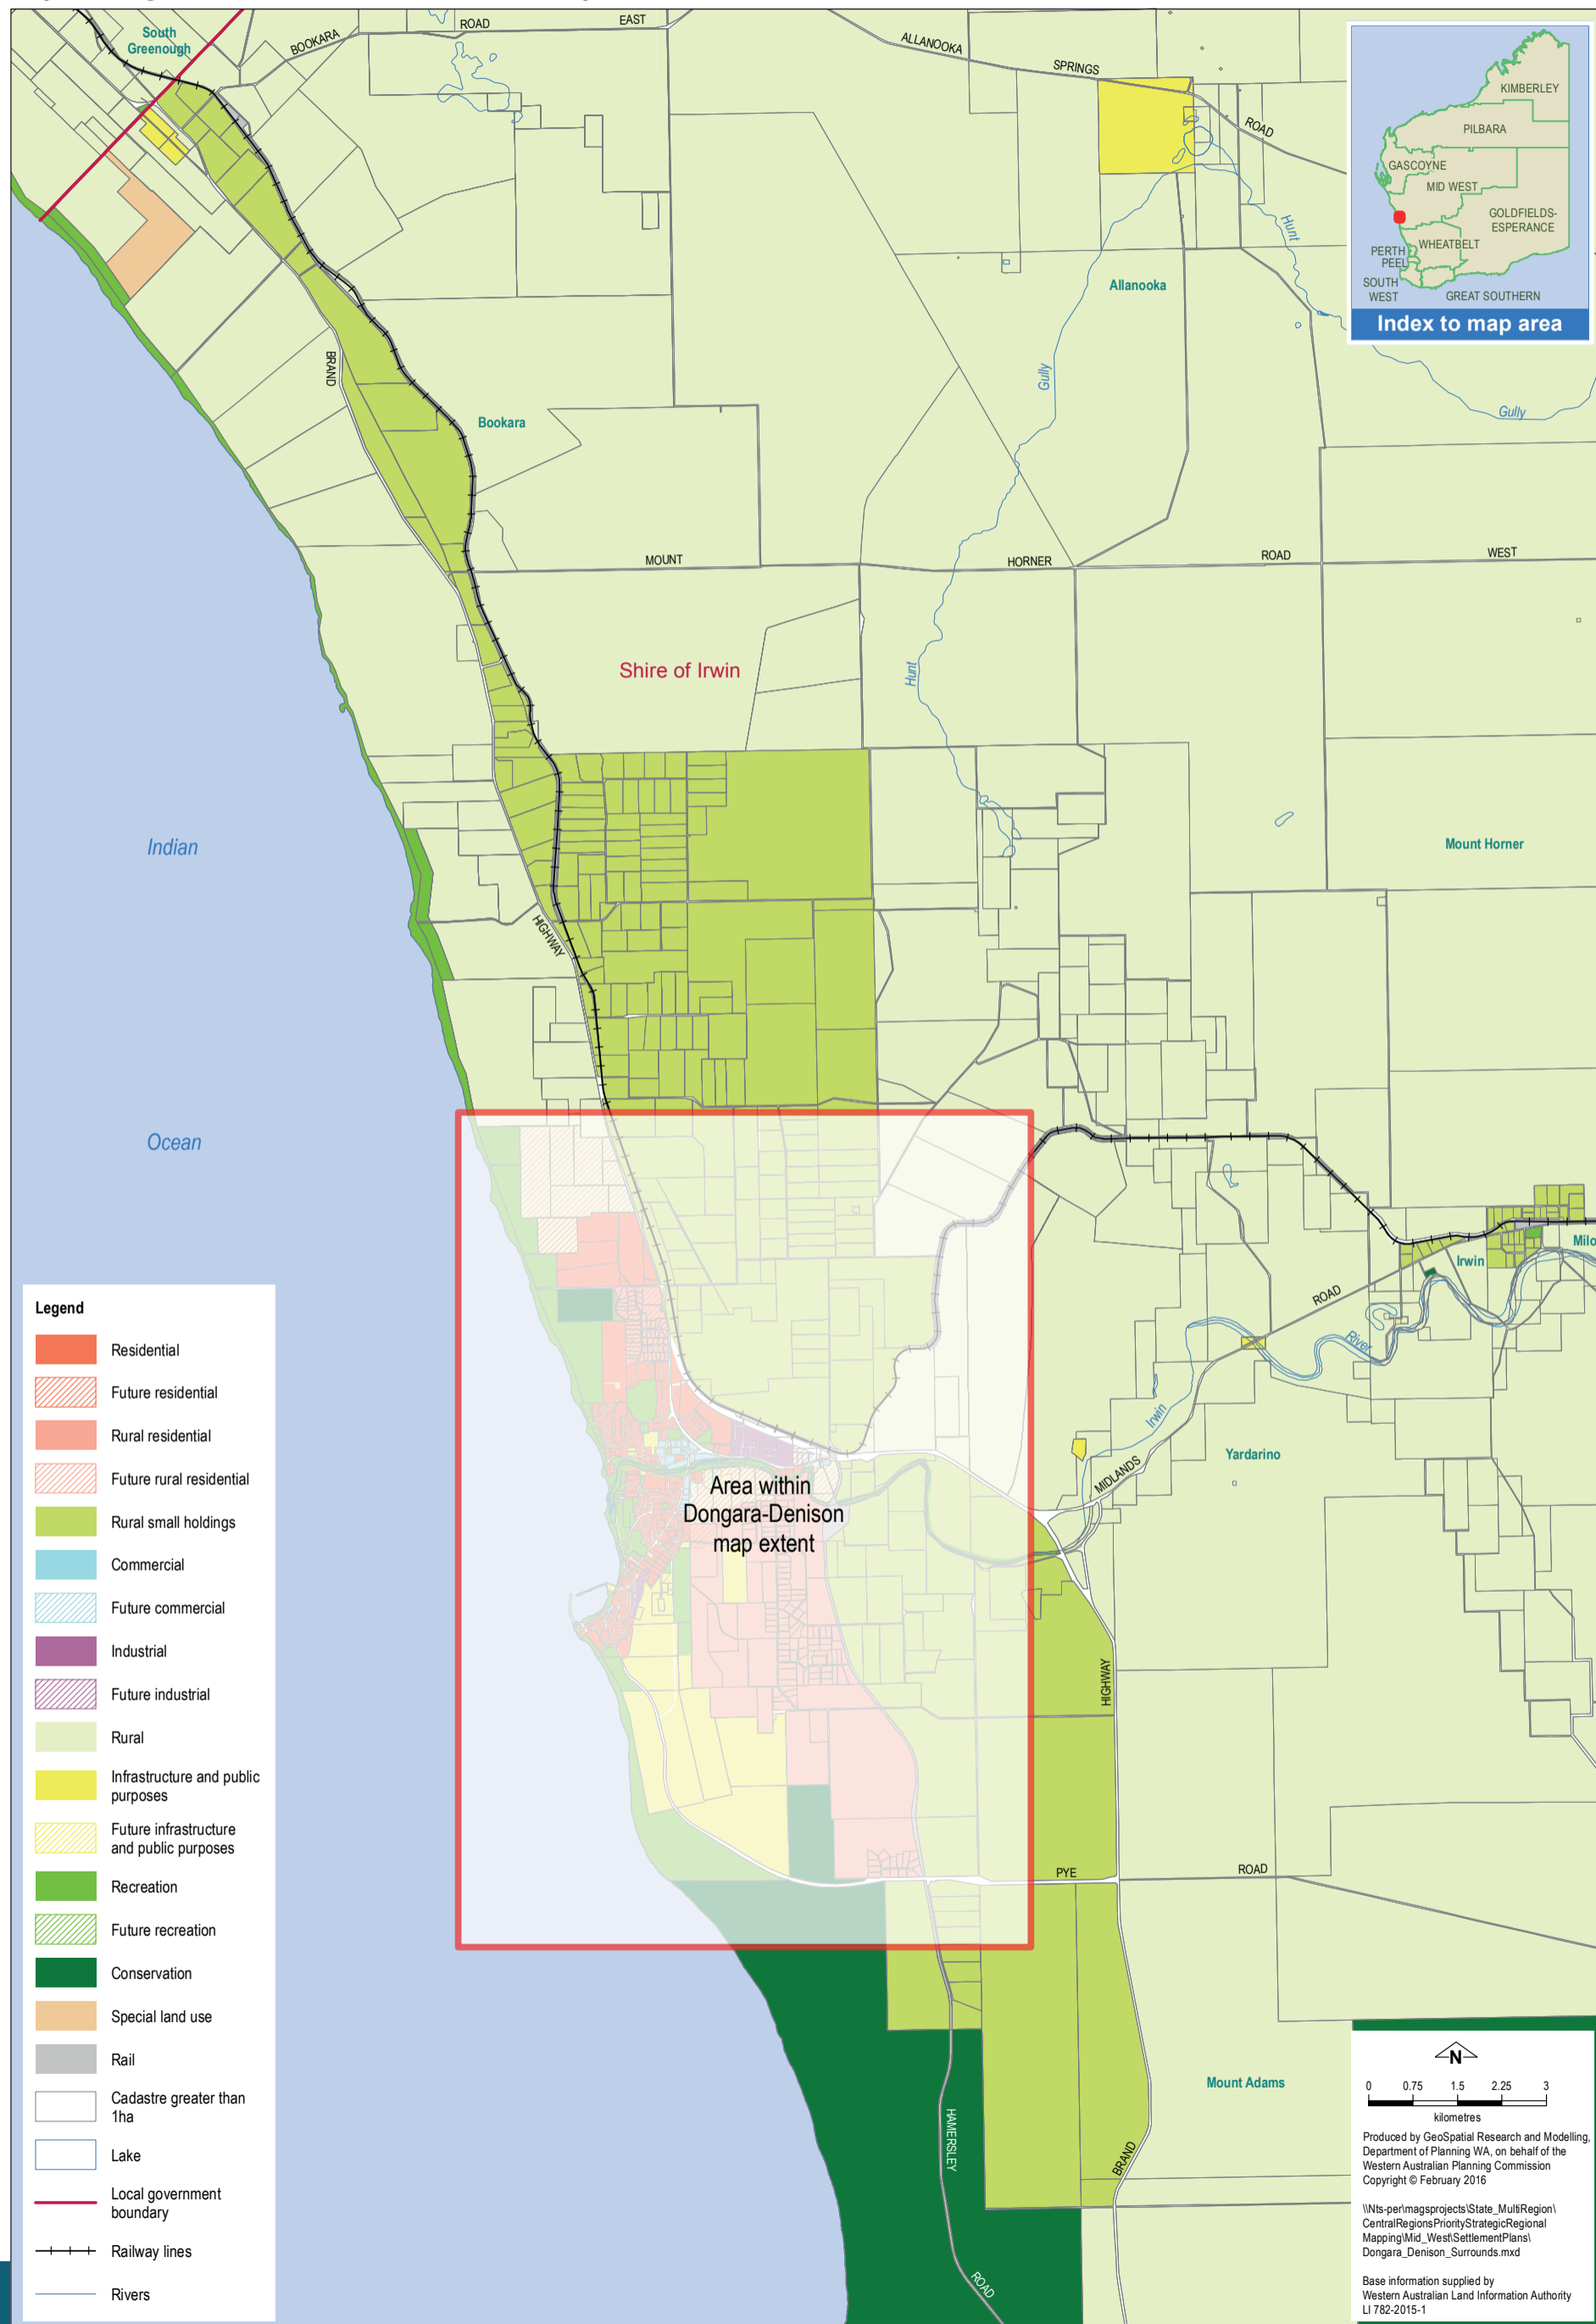 South
Greenough
BOOKARA
ROAD
EAST
ALLANOOKA
SPRINGS
ROAD
KIMBERLEY
PILBARA
GASCOYNE
MID WEST
GOLDFIELDS-
ESPERANCE
WHEATBELT
PERTH
PEEL
SOUTH
WEST
GREAT SOUTHERN
Index to map area
Hunt
Gully
Allanooka
Gully
BRAND
Bookara
MOUNT
HORNER
ROAD
WEST
Shire of Irwin
Hunt
Indian
Mount Horner
HIGHWAY
Ocean
Irwin
Milo
ROAD
River
Irwin
MIDLANDS
Yardarino
Area within
Dongara-Denison
map extent
HIGHWAY
PYE
ROAD
Mount Adams
HAMERSLEY
BRAND
ROAD
Legend
Residential
Future residential
Rural residential
Future rural residential
Rural small holdings
Commercial
Future commercial
Industrial
Future industrial
Rural
Infrastructure and public
purposes
Future infrastructure
and public purposes
Recreation
Future recreation
Conservation
Special land use
Rail
Cadastre greater than
1ha
Lake
Local government
boundary
Railway lines
Rivers
N
0 0.75 1.5 2.25 3
kilometres
Produced by GeoSpatial Research and Modelling,
Department of Planning WA, on behalf of the
Western Australian Planning Commission
Copyright © February 2016
\\Nts-per\magsprojects\State_MultiRegion\
CentralRegionsPriorityStrategicRegional
Mapping\Mid_West\SettlementPlans\
Dongara_Denison_Surrounds.mxd
Base information supplied by
Western Australian Land Information Authority
LI 782-2015-1